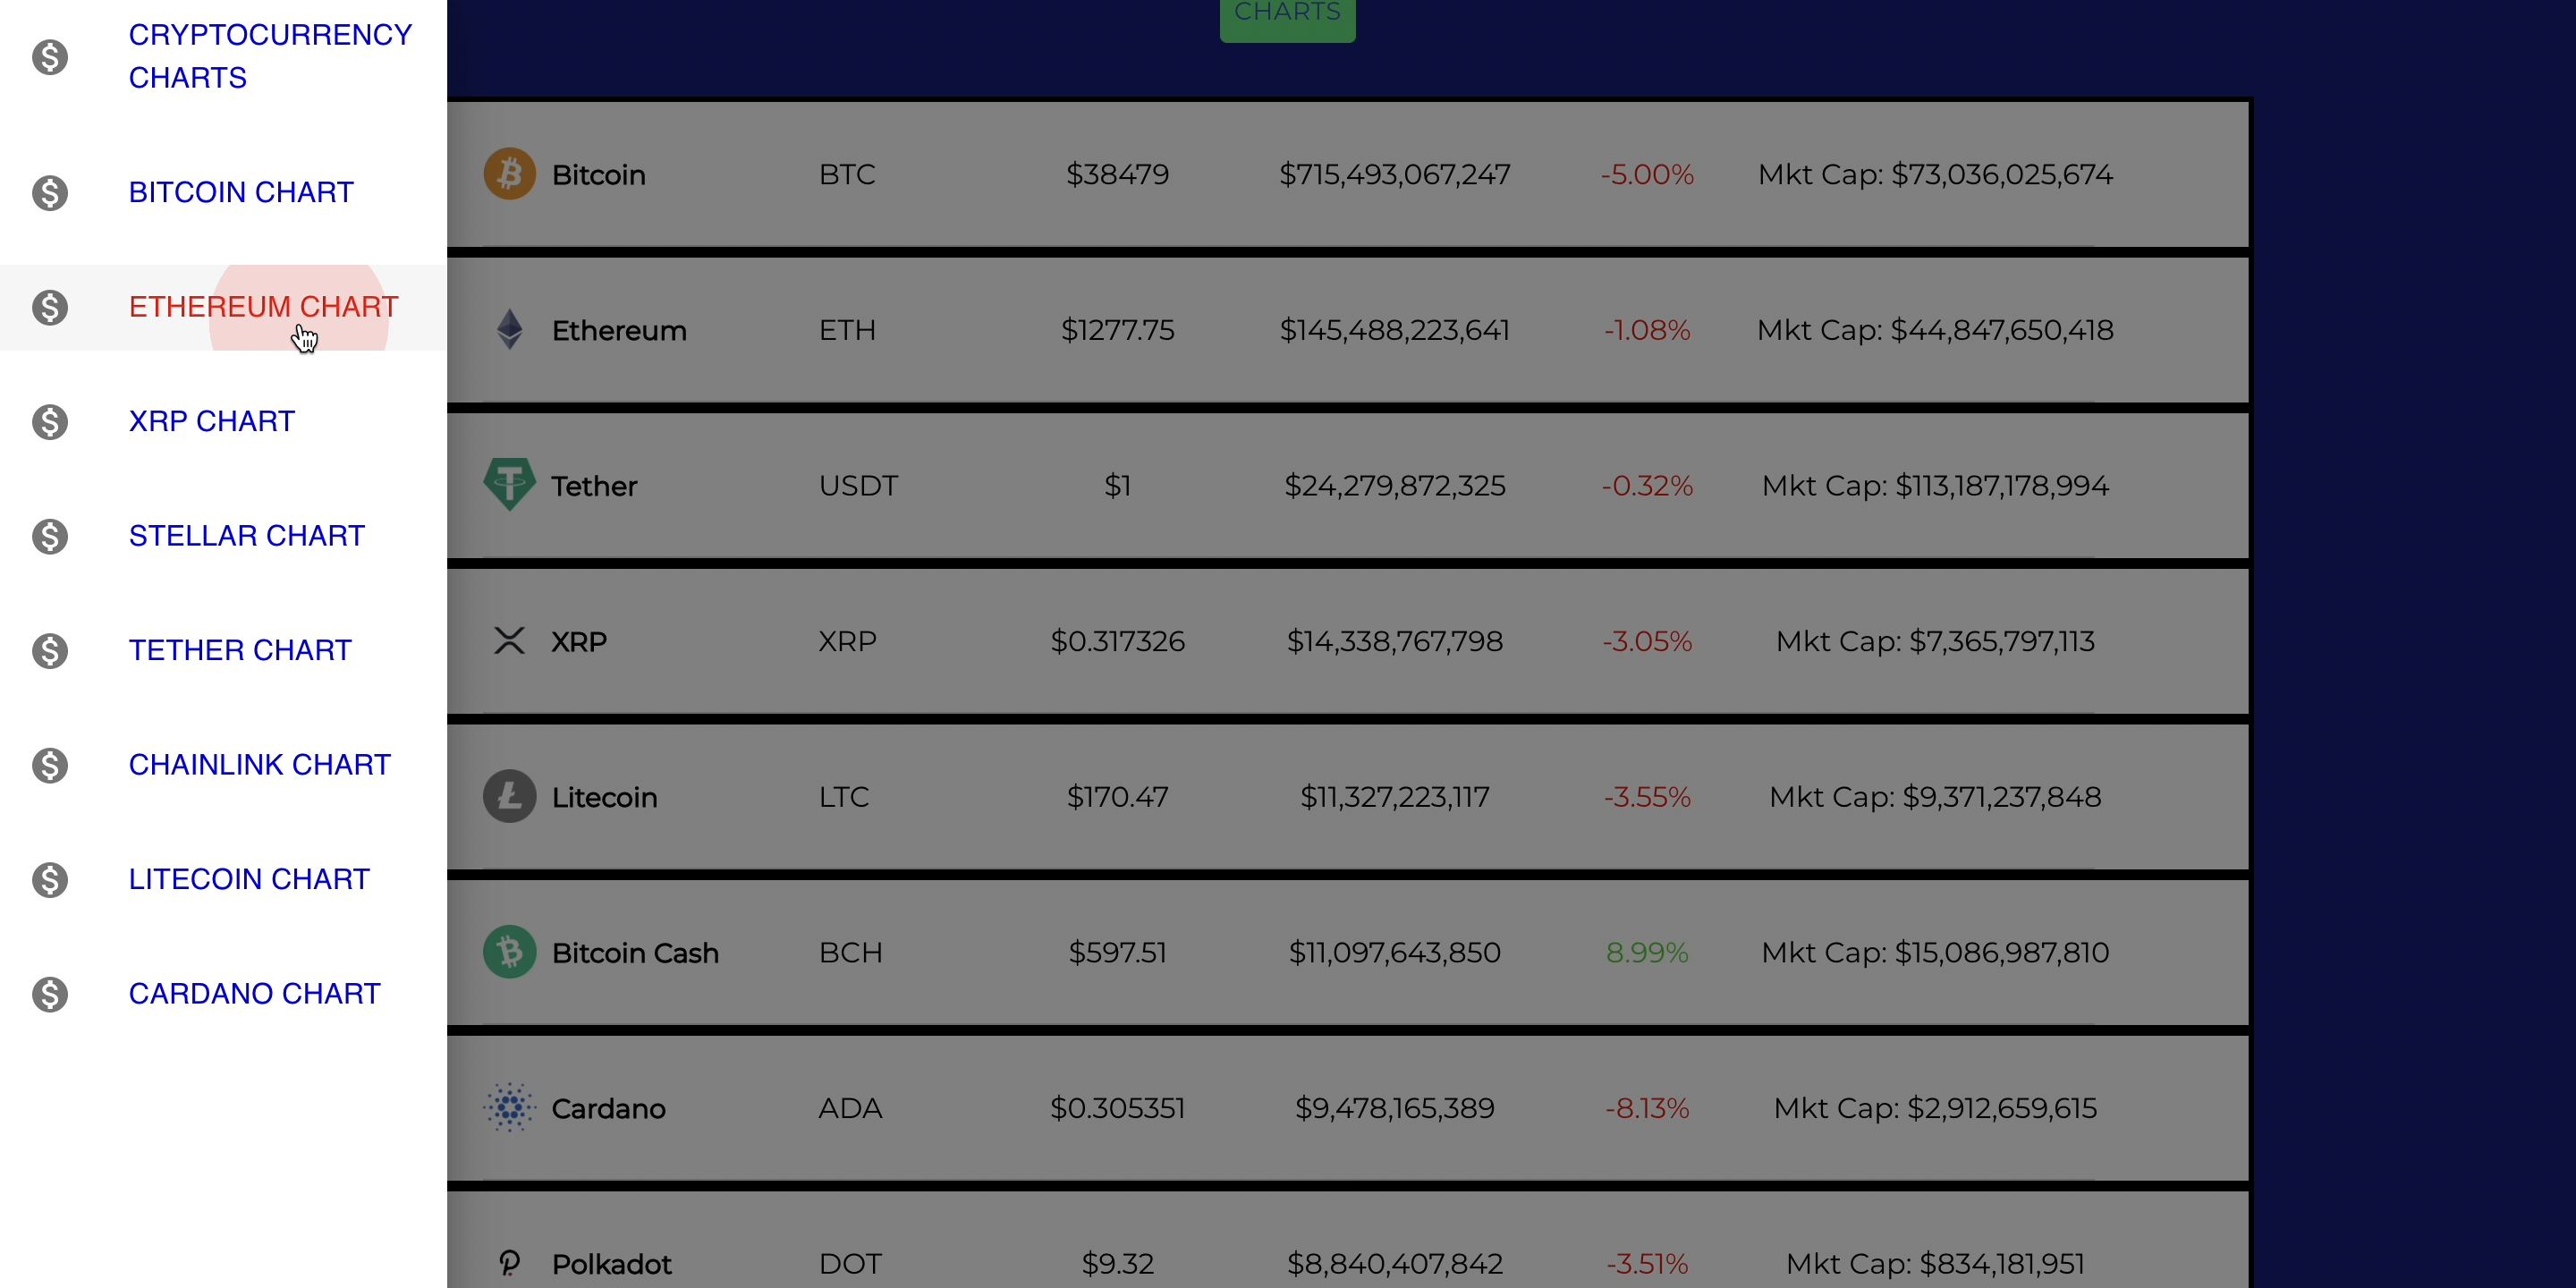 CRYPTOCURRENCY
CHARTS
BITCOIN CHART
ETHEREUM CHART
XRP CHART
STELLAR CHART
TETHER CHART
CHAINLINK CHART
LITECOIN CHART
CARDANO CHART
CHARTS
Bitcoin BTC $38479 $715,493,067,247 -5.00% Mkt Cap: $73,036,025,674
Ethereum ETH $1277.75 $145,488,223,641 -1.08% Mkt Cap: $44,847,650,418
Tether USDT $1 $24,279,872,325 -0.32% Mkt Cap: $113,187,178,994
XRP XRP $0.317326 $14,338,767,798 -3.05% Mkt Cap: $7,365,797,113
Litecoin LTC $170.47 $11,327,223,117 -3.55% Mkt Cap: $9,371,237,848
Bitcoin Cash BCH $597.51 $11,097,643,850 8.99% Mkt Cap: $15,086,987,810
Cardano ADA $0.305351 $9,478,165,389 -8.13% Mkt Cap: $2,912,659,615
Polkadot DOT $9.32 $8,840,407,842 -3.51% Mkt Cap: $834,181,951